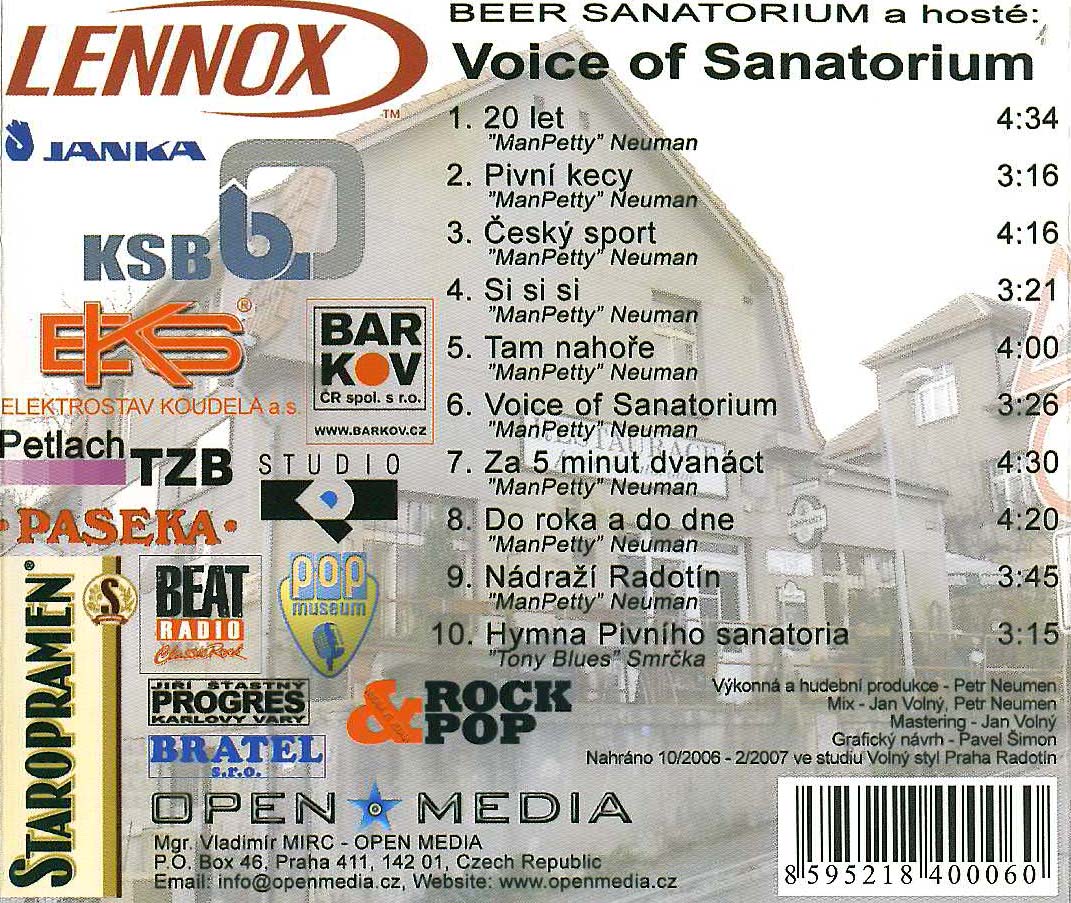 LENNOX
TM
JANKA
KSB b.
EKS ®
ELEKTROSTAV KOUDELA a.s.
BAR
KOV
ČR spol. s r.o.
WWW.BARKOV.CZ
Petlach
TZB
STUDIO
PASEKA
STAROPRAMEN ®
S
BEAT
RADIO
Classic Rock
pop
museum
JIŘÍ ŠŤASTNÝ
PROGRES
KARLOVY VARY
BRATEL
s.r.o.
&
ROCK
POP
BEER SANATORIUM a hosté:
Voice of Sanatorium
1. 20 let 4:34
"ManPetty" Neuman
2. Pivní kecy 3:16
"ManPetty" Neuman
3. Český sport 4:16
"ManPetty" Neuman
4. Si si si 3:21
"ManPetty" Neuman
5. Tam nahoře 4:00
"ManPetty" Neuman
6. Voice of Sanatorium 3:26
"ManPetty" Neuman
7. Za 5 minut dvanáct 4:30
"ManPetty" Neuman
8. Do roka a do dne 4:20
"ManPetty" Neuman
9. Nádraží Radotín 3:45
"ManPetty" Neuman
10. Hymna Pivního sanatoria 3:15
"Tony Blues" Smrčka
RESTAURACE
Výkonná a hudební produkce - Petr Neumen
Mix - Jan Volný, Petr Neumen
Mastering - Jan Volný
Grafický návrh - Pavel Šimon
Nahráno 10/2006 - 2/2007 ve studiu Volný styl Praha Radotín
OPEN MEDIA
Mgr. Vladimír MIRC - OPEN MEDIA
P.O. Box 46, Praha 411, 142 01, Czech Republic
Email: info@openmedia.cz, Website: www.openmedia.cz
8 595218 400060